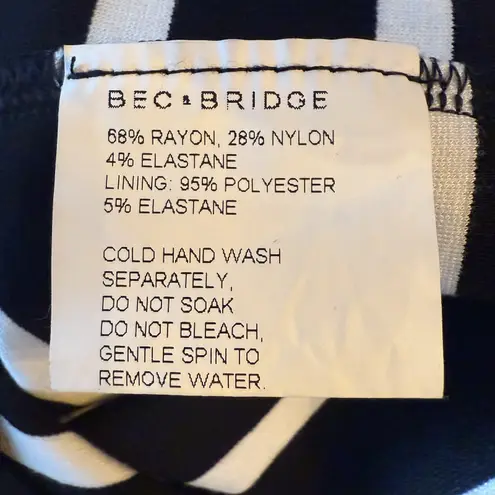 BEC & BRIDGE
68% RAYON, 28% NYLON
4% ELASTANE
LINING: 95% POLYESTER
5% ELASTANE
COLD HAND WASH
SEPARATELY,
DO NOT SOAK
DO NOT BLEACH,
GENTLE SPIN TO
REMOVE WATER.